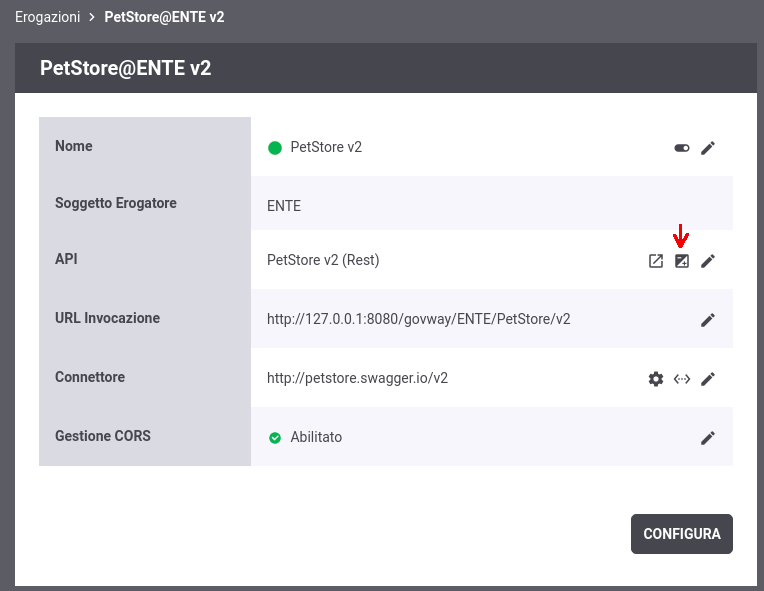 Erogazioni > PetStore@ENTE v2
PetStore@ENTE v2
Nome PetStore v2
Soggetto Erogatore ENTE
API PetStore v2 (Rest)
URL Invocazione http://127.0.0.1:8080/govway/ENTE/PetStore/v2
Connettore http://petstore.swagger.io/v2
Gestione CORS Abilitato
CONFIGURA